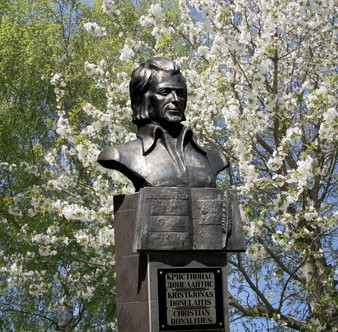 КРИСТИОНАС
ДОНЕЛАЙТИС
KRISTIJONAS
DONELAITIS
CHRISTIAN
DONALITIUS